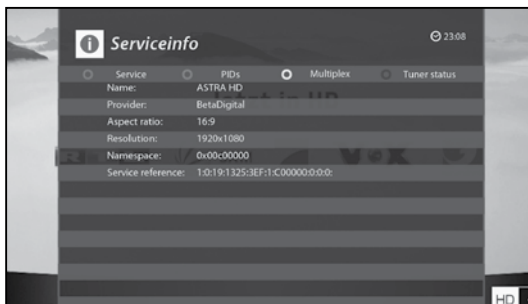 Serviceinfo
23:08
Service PIDs Multiplex Tuner status
Name: ASTRA HD
Provider: BetaDigital
Aspect ratio: 16:9
Resolution: 1920x1080
Namespace: 0x00c00000
Service reference: 1:0:19:1325:3EF:1:C00000:0:0:0:
VOX
HD